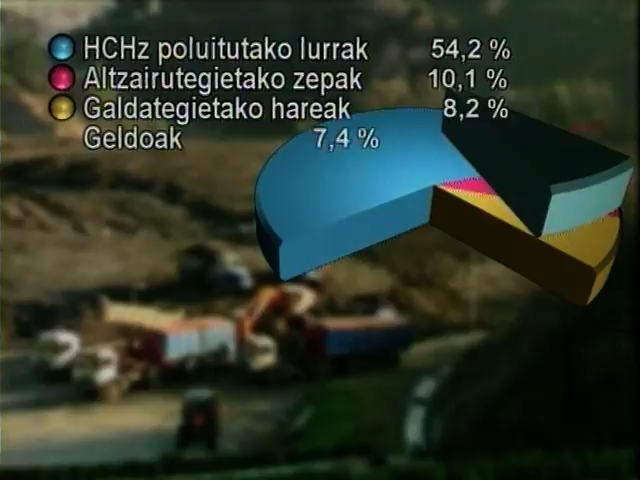 HCHz poluitutako lurrak 54,2 %
Altzairutegietako zepak 10,1 %
Galdategietako hareak 8,2 %
Geldoak 7,4 %